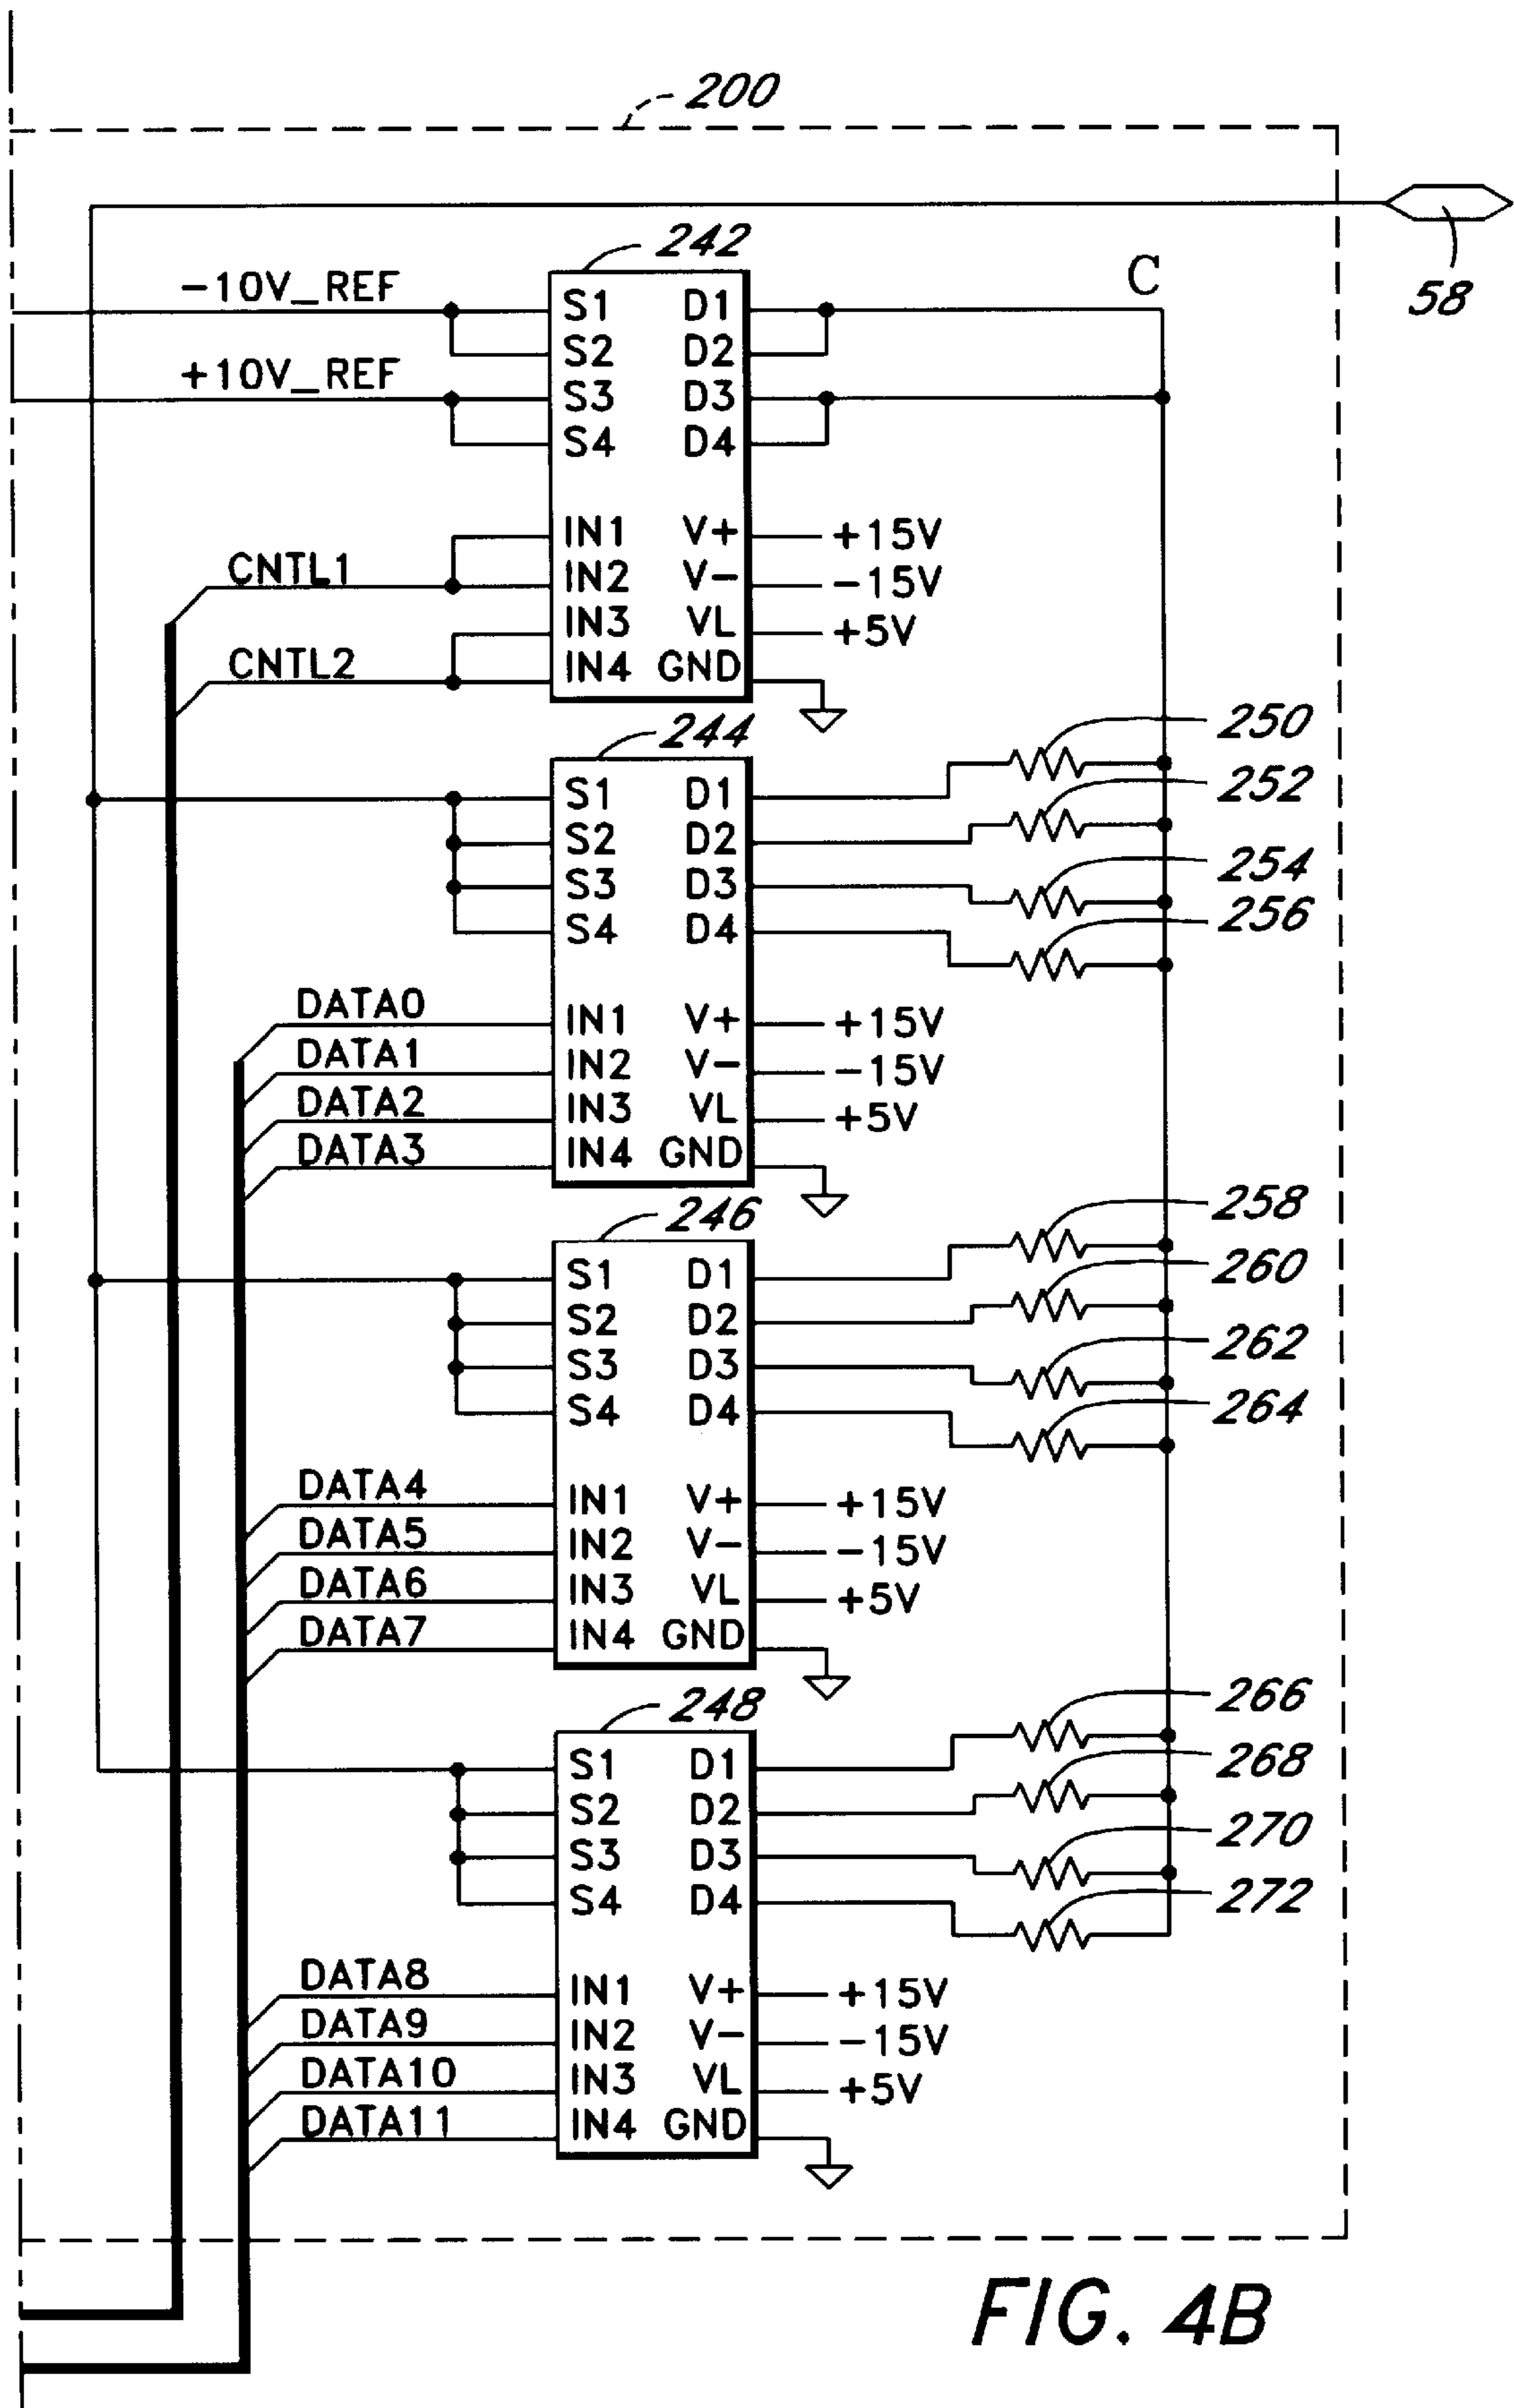 200
58
242
C
-10V_REF
+10V_REF
S1 D1
S2 D2
S3 D3
S4 D4
IN1 V+ +15V
CNTL1
IN2 V- -15V
IN3 VL +5V
CNTL2
IN4 GND
244
250
252
254
256
S1 D1
S2 D2
S3 D3
S4 D4
DATA0 IN1 V+ +15V
DATA1 IN2 V- -15V
DATA2 IN3 VL +5V
DATA3 IN4 GND
246
258
260
262
264
S1 D1
S2 D2
S3 D3
S4 D4
DATA4 IN1 V+ +15V
DATA5 IN2 V- -15V
DATA6 IN3 VL +5V
DATA7 IN4 GND
248
266
268
270
272
S1 D1
S2 D2
S3 D3
S4 D4
DATA8 IN1 V+ +15V
DATA9 IN2 V- -15V
DATA10 IN3 VL +5V
DATA11 IN4 GND
FIG. 4B